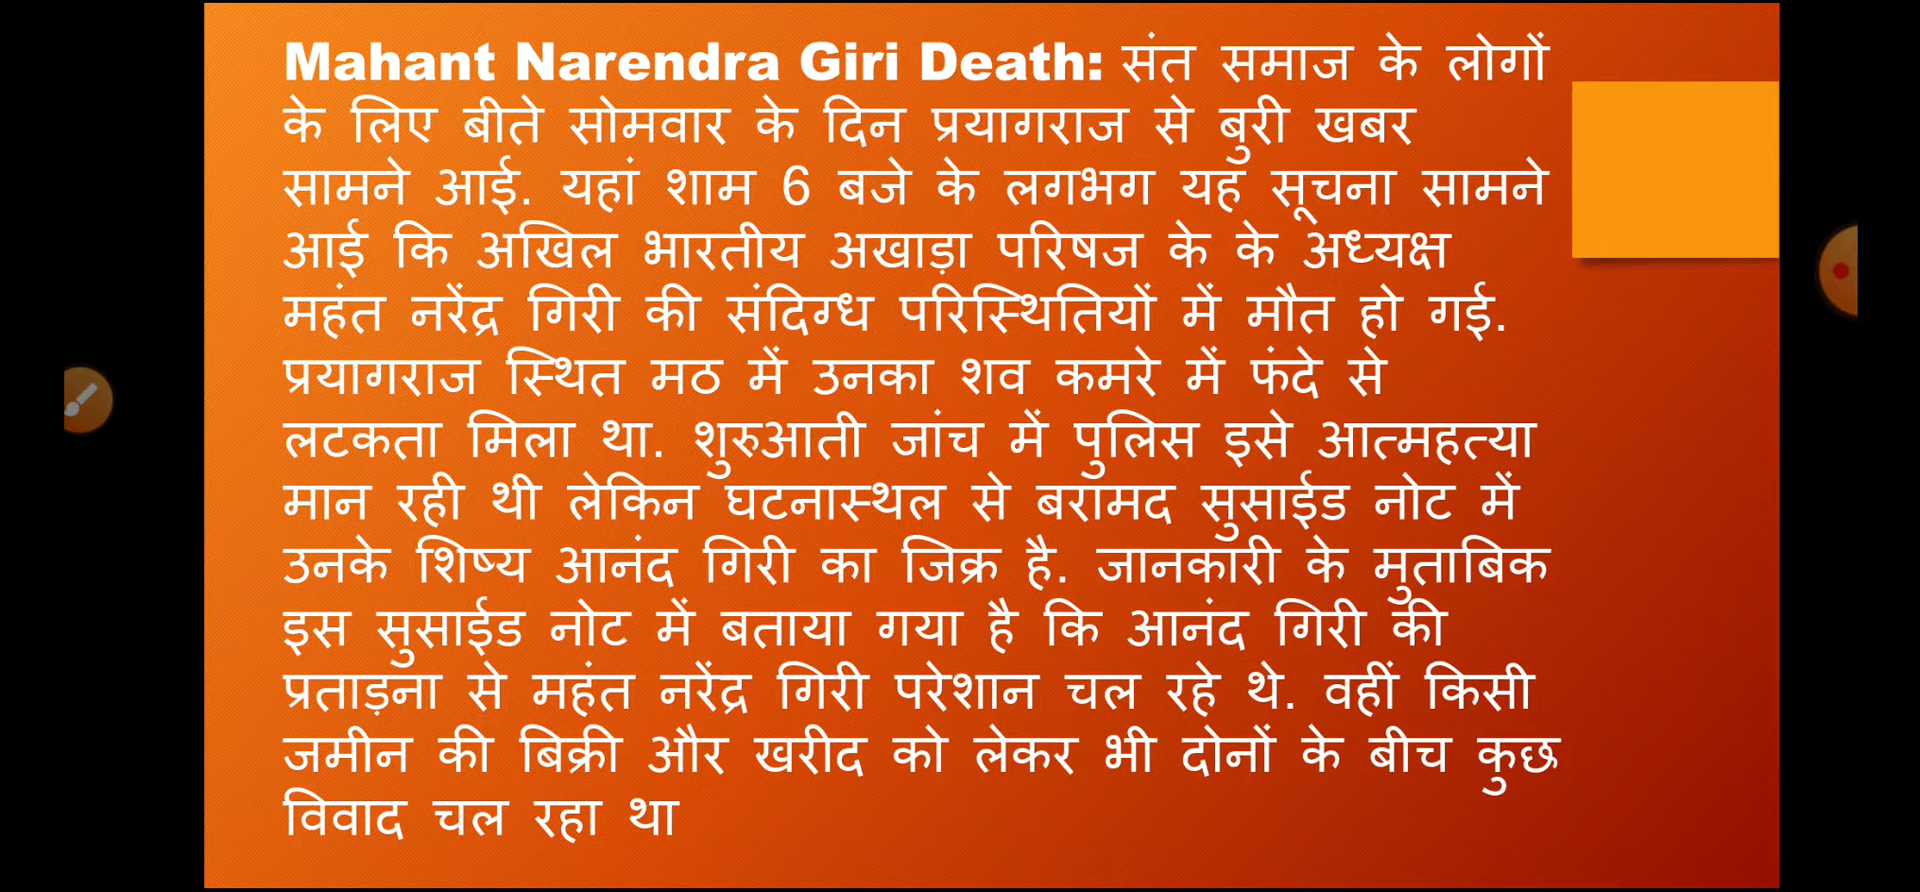 Mahant Narendra Giri Death: संत समाज के लोगों
के लिए बीते सोमवार के दिन प्रयागराज से बुरी खबर
सामने आई. यहां शाम 6 बजे के लगभग यह सूचना सामने
आई कि अखिल भारतीय अखाड़ा परिषज के के अध्यक्ष
महंत नरेंद्र गिरी की संदिग्ध परिस्थितियों में मौत हो गई.
प्रयागराज स्थित मठ में उनका शव कमरे में फंदे से
लटकता मिला था. शुरुआती जांच में पुलिस इसे आत्महत्या
मान रही थी लेकिन घटनास्थल से बरामद सुसाईड नोट में
उनके शिष्य आनंद गिरी का जिक्र है. जानकारी के मुताबिक
इस सुसाईड नोट में बताया गया है कि आनंद गिरी की
प्रताड़ना से महंत नरेंद्र गिरी परेशान चल रहे थे. वहीं किसी
जमीन की बिक्री और खरीद को लेकर भी दोनों के बीच कुछ
विवाद चल रहा था